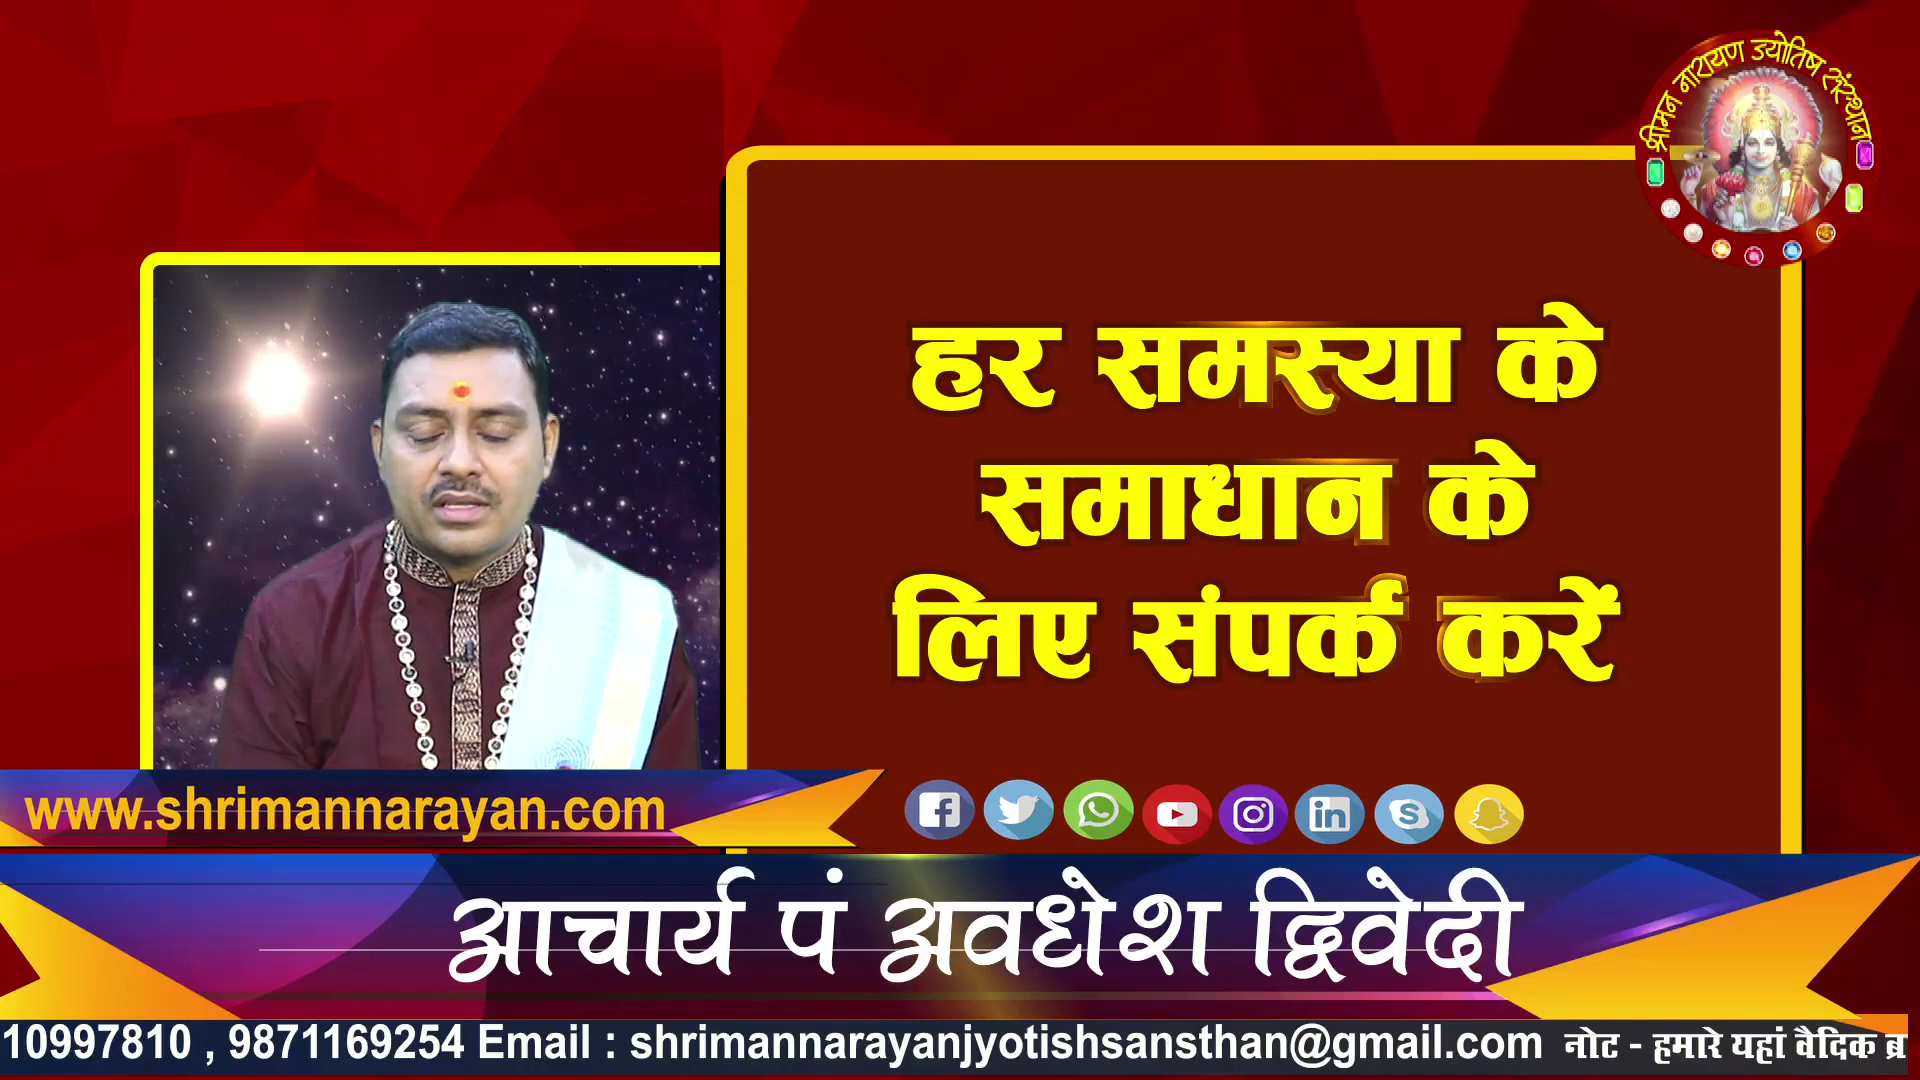 श्रीमन नारायण ज्योतिष संस्थान
हर समस्या के
समाधान के
लिए संपर्क करें
www.shrimannarayan.com
आचार्य पं अवधेश द्विवेदी
10997810 , 9871169254 Email : shrimannarayanjyotishsansthan@gmail.com नोट - हमारे यहां वैदिक ब्र